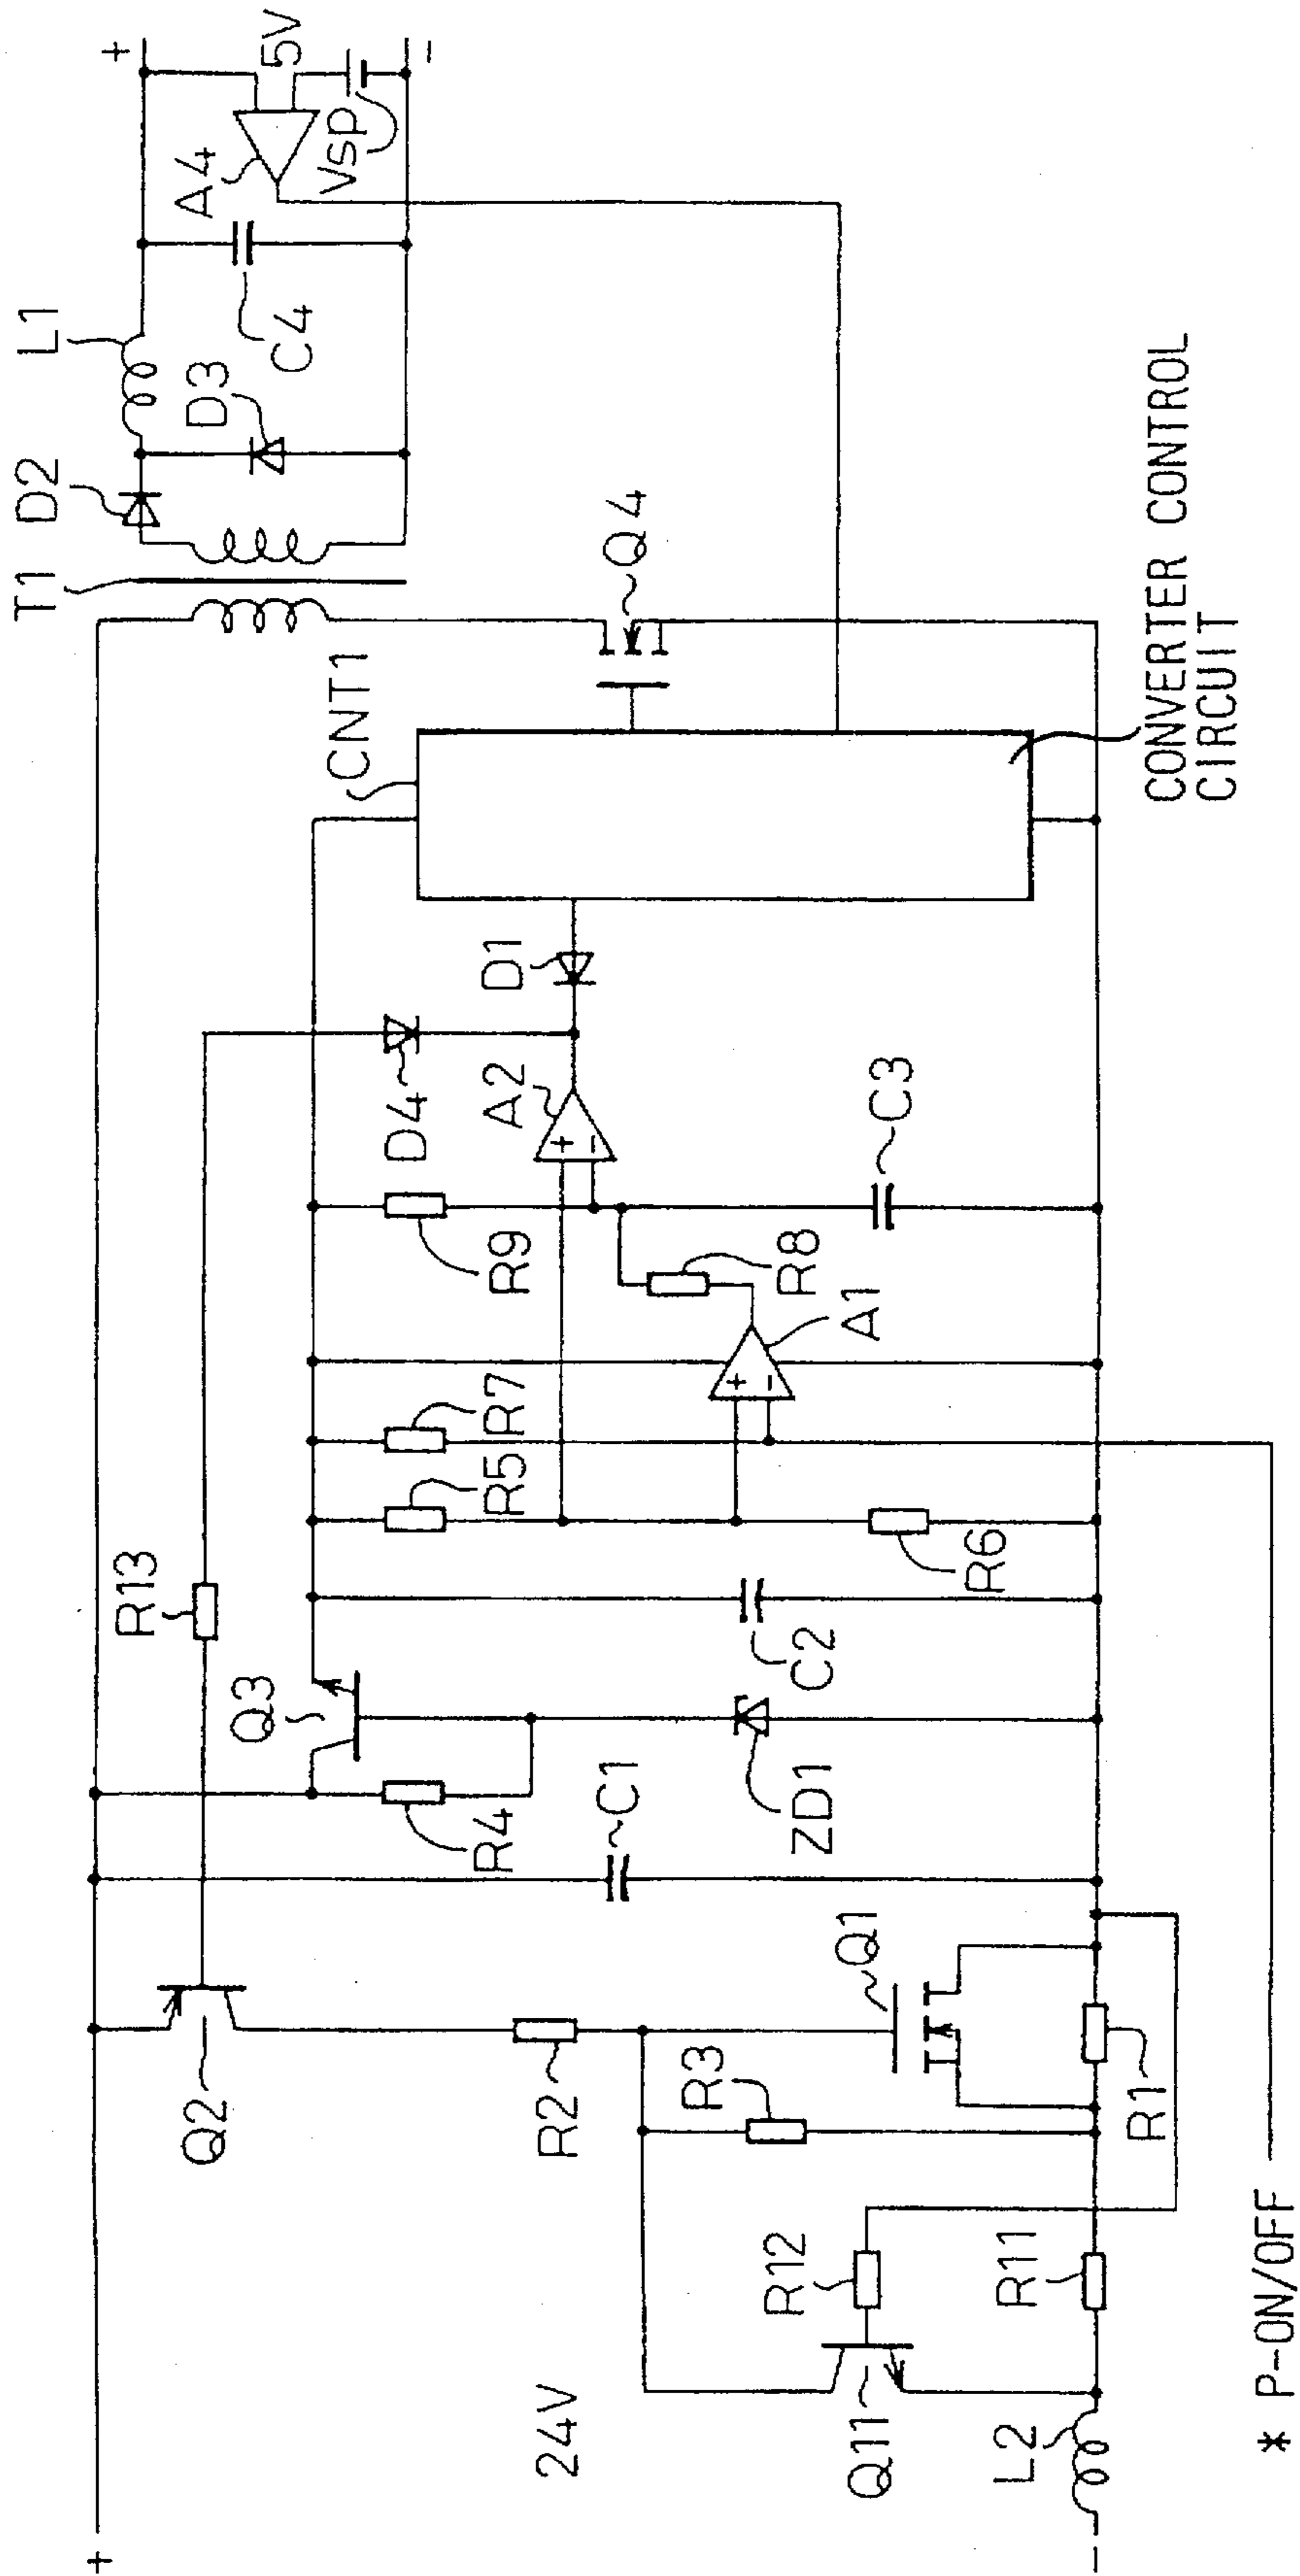 +
24V
−
L2
Q11
R12
R11
R3
R1
R2
Q2
Q1
* P-ON/OFF
C1
R4
Q3
ZD1
R13
C2
R5
R6
R7
+
−
A1
R8
R9
+
−
A2
C3
D4
D1
CNT1
CONVERTER CONTROL
CIRCUIT
Q4
T1
D2
D3
L1
C4
A4
Vsp
5V
+
−